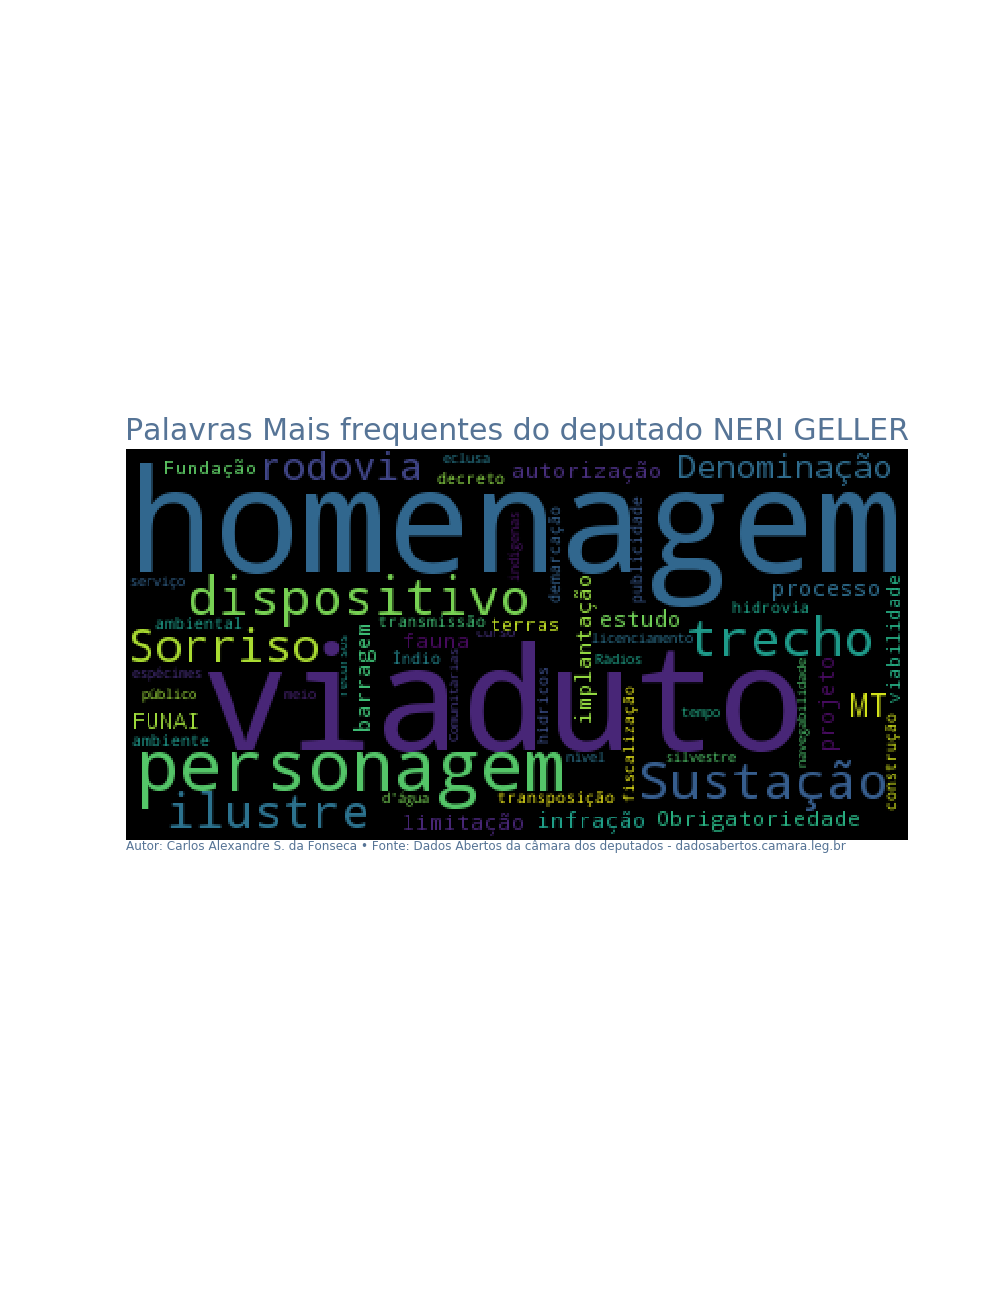 Palavras Mais frequentes do deputado NERI GELLER
Fundação
rodovia
eclusa
decreto
autorização
Denominação
homenagem
indígenas
demarcação
publicidade
serviço
dispositivo
processo
hidrovia
viabilidade
ambiental
transmissão
terras
implantação
estudo
Sorriso
recursos
barragem
fauna
curso
licenciamento
trecho
Índio
Comunitárias
Rádios
espécimes
público
meio
viaduto
hídricos
tempo
navegabilidade
projeto
MT
FUNAI
ambiente
fiscalização
construção
personagem
nível
silvestre
Sustação
ilustre
d'água
transposição
limitação
infração
Obrigatoriedade
Autor: Carlos Alexandre S. da Fonseca • Fonte: Dados Abertos da câmara dos deputados - dadosabertos.camara.leg.br